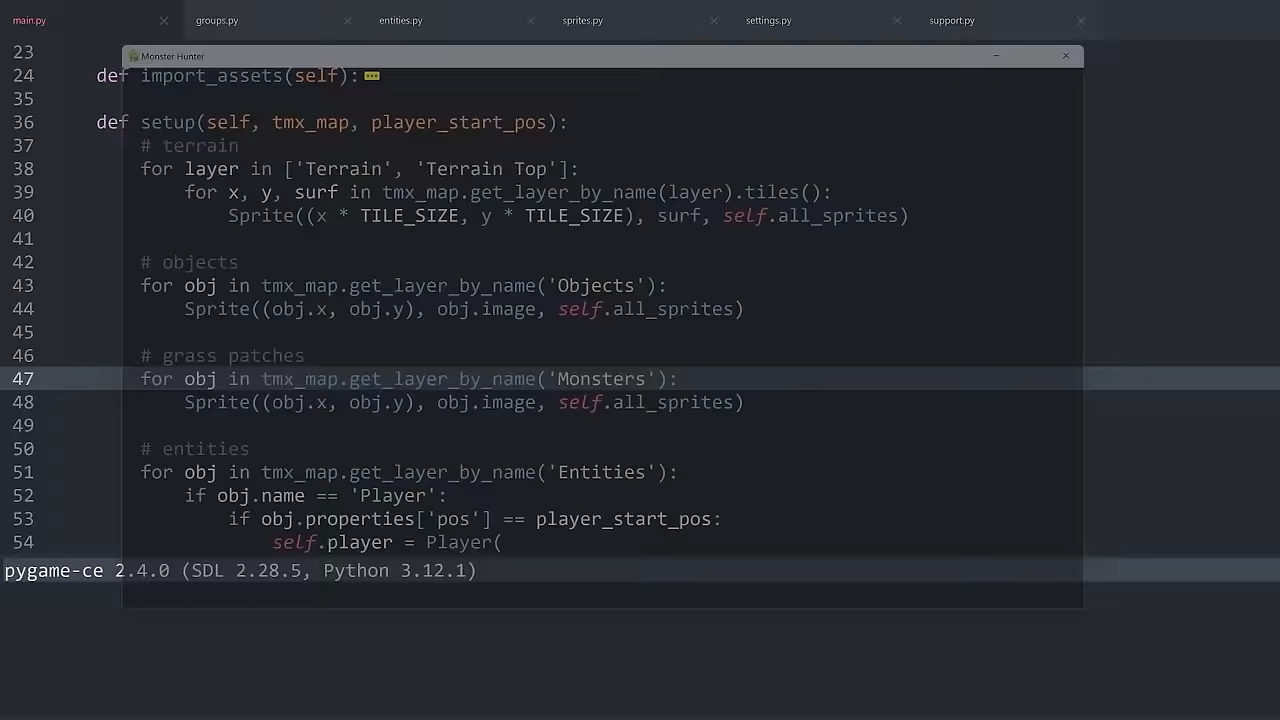 main.py groups.py entities.py sprites.py settings.py support.py
Monster Hunter
23
24 def import_assets(self):
35
36 def setup(self, tmx_map, player_start_pos):
37 # terrain
38 for layer in ['Terrain', 'Terrain Top']:
39 for x, y, surf in tmx_map.get_layer_by_name(layer).tiles():
40 Sprite((x * TILE_SIZE, y * TILE_SIZE), surf, self.all_sprites)
41
42 # objects
43 for obj in tmx_map.get_layer_by_name('Objects'):
44 Sprite((obj.x, obj.y), obj.image, self.all_sprites)
45
46 # grass patches
47 for obj in tmx_map.get_layer_by_name('Monsters'):
48 Sprite((obj.x, obj.y), obj.image, self.all_sprites)
49
50 # entities
51 for obj in tmx_map.get_layer_by_name('Entities'):
52 if obj.name == 'Player':
53 if obj.properties['pos'] == player_start_pos:
54 self.player = Player(
pygame-ce 2.4.0 (SDL 2.28.5, Python 3.12.1)